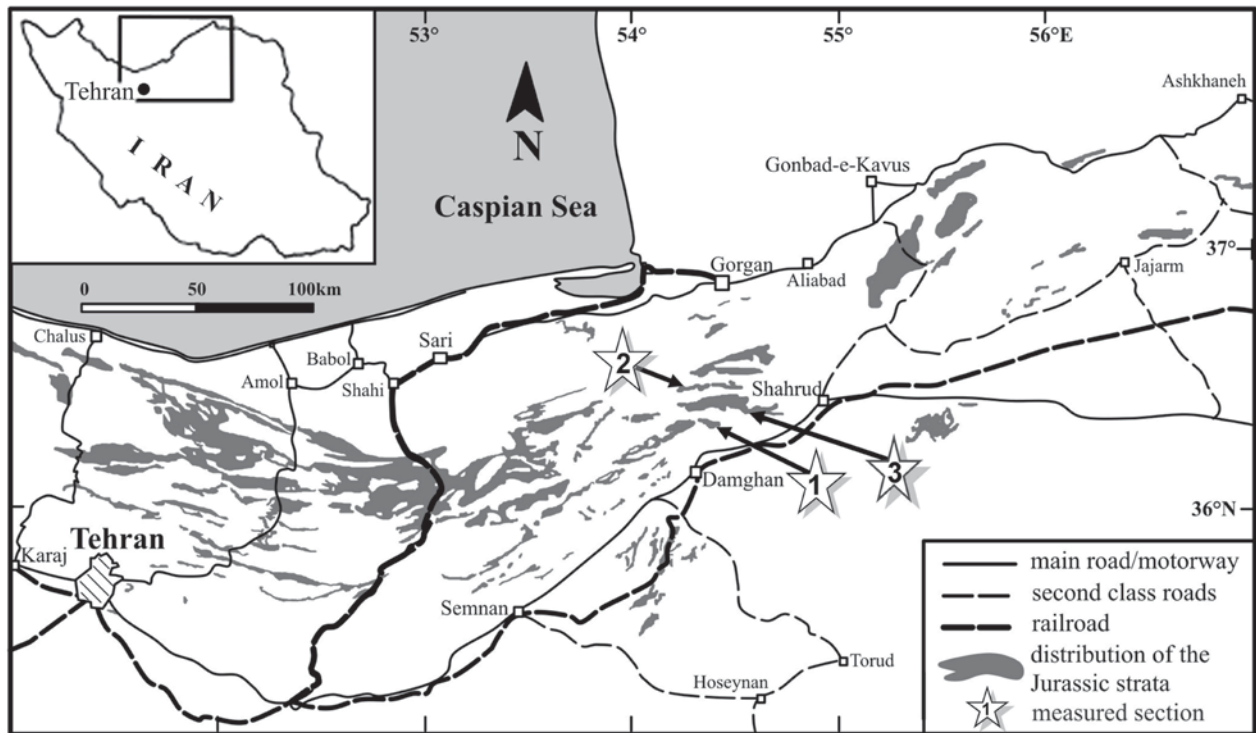 53°
54°
55°
56°E
Tehran
IRAN
N
Caspian Sea
Ashkhaneh
Gonbad-e-Kavus
37°
Gorgan
Aliabad
Jajarm
0 50 100km
Chalus
Babol
Sari
Amol
Shahi
2
Shahrud
Damghan
1
3
36°N
Tehran
Karaj
Semnan
Torud
Hoseynan
main road/motorway
second class roads
railroad
distribution of the
Jurassic strata
1 measured section